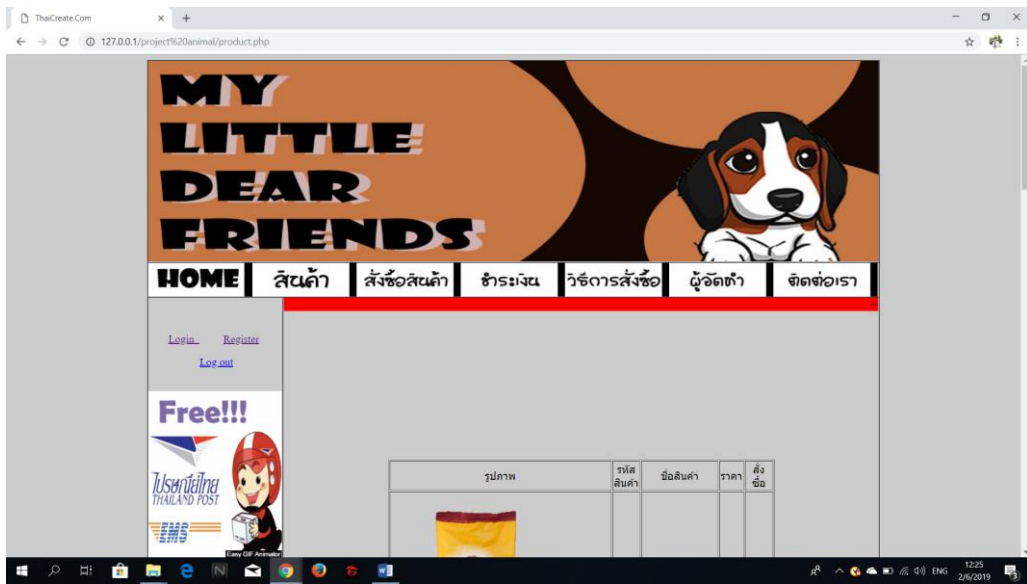 ThaiCreate.Com
127.0.0.1/project%20animal/product.php
MY
LITTLE
DEAR
FRIENDS
HOME สินค้า สั่งซื้อสินค้า ชำระเงิน วิธีการสั่งซื้อ ผู้จัดทำ ติดต่อเรา
Login Register
Log out
Free!!!
ไปรษณีย์ไทย
THAILAND POST
EMS
Easy GIF Animator
รูปภาพ รหัสสินค้า ชื่อสินค้า ราคา สั่งซื้อ
ENG
12:25
2/6/2019